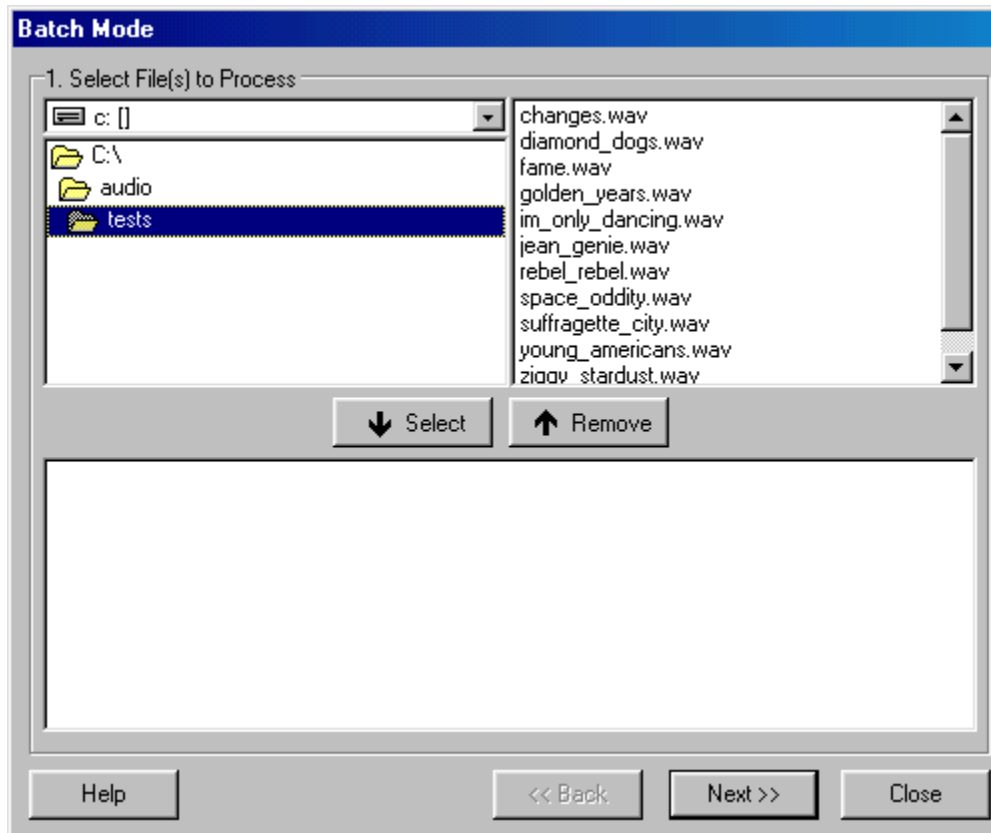 Batch Mode
1. Select File(s) to Process
c: []
C:\
audio
tests
changes.wav
diamond_dogs.wav
fame.wav
golden_years.wav
im_only_dancing.wav
jean_genie.wav
rebel_rebel.wav
space_oddity.wav
suffragette_city.wav
young_americans.wav
ziggy_stardust.wav
Select
Remove
Help
<< Back
Next >>
Close